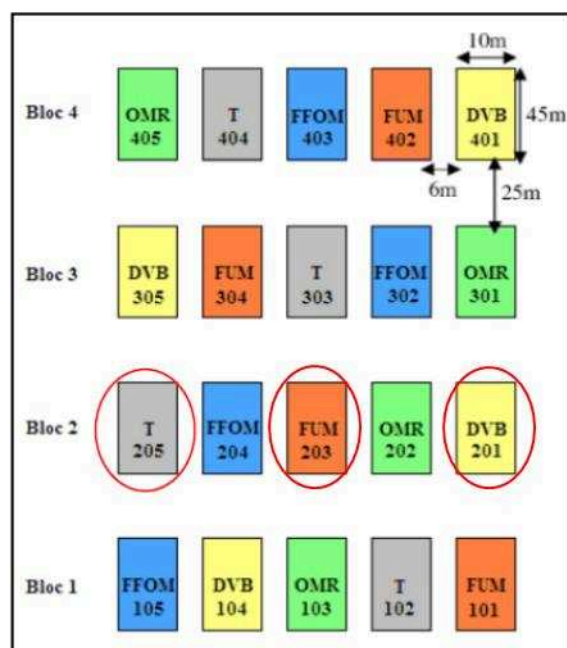 10m
Bloc 4
OMR
405
T
404
FFOM
403
FUM
402
DVB
401
45m
6m
25m
Bloc 3
DVB
305
FUM
304
T
303
FFOM
302
OMR
301
Bloc 2
T
205
FFOM
204
FUM
203
OMR
202
DVB
201
Bloc 1
FFOM
105
DVB
104
OMR
103
T
102
FUM
101